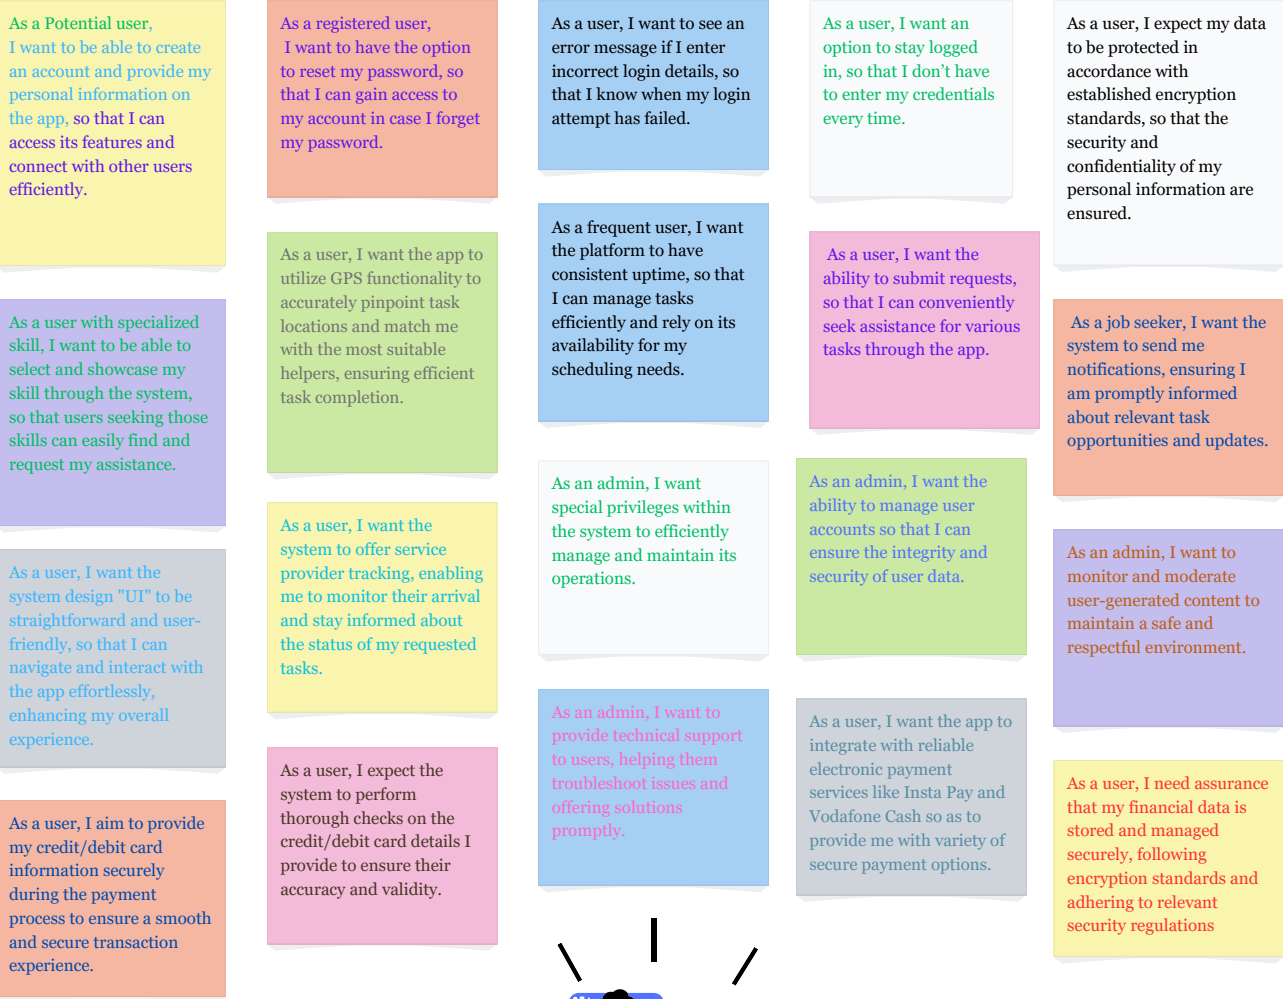 As a Potential user,
I want to be able to create
an account and provide my
personal information on
the app, so that I can
access its features and
connect with other users
efficiently.
As a user with specialized
skill, I want to be able to
select and showcase my
skill through the system,
so that users seeking those
skills can easily find and
request my assistance.
As a user, I want the
system design "UI" to be
straightforward and user-
friendly, so that I can
navigate and interact with
the app effortlessly,
enhancing my overall
experience.
As a user, I aim to provide
my credit/debit card
information securely
during the payment
process to ensure a smooth
and secure transaction
experience.
As a registered user,
I want to have the option
to reset my password, so
that I can gain access to
my account in case I forget
my password.
As a user, I want the app to
utilize GPS functionality to
accurately pinpoint task
locations and match me
with the most suitable
helpers, ensuring efficient
task completion.
As a user, I want the
system to offer service
provider tracking, enabling
me to monitor their arrival
and stay informed about
the status of my requested
tasks.
As a user, I expect the
system to perform
thorough checks on the
credit/debit card details I
provide to ensure their
accuracy and validity.
As a user, I want to see an
error message if I enter
incorrect login details, so
that I know when my login
attempt has failed.
As a frequent user, I want
the platform to have
consistent uptime, so that
I can manage tasks
efficiently and rely on its
availability for my
scheduling needs.
As an admin, I want
special privileges within
the system to efficiently
manage and maintain its
operations.
As an admin, I want to
provide technical support
to users, helping them
troubleshoot issues and
offering solutions
promptly.
As a user, I want an
option to stay logged
in, so that I don't have
to enter my credentials
every time.
As a user, I want the
ability to submit requests,
so that I can conveniently
seek assistance for various
tasks through the app.
As an admin, I want the
ability to manage user
accounts so that I can
ensure the integrity and
security of user data.
As a user, I want the app to
integrate with reliable
electronic payment
services like Insta Pay and
Vodafone Cash so as to
provide me with variety of
secure payment options.
As a user, I expect my data
to be protected in
accordance with
established encryption
standards, so that the
security and
confidentiality of my
personal information are
ensured.
As a job seeker, I want the
system to send me
notifications, ensuring I
am promptly informed
about relevant task
opportunities and updates.
As an admin, I want to
monitor and moderate
user-generated content to
maintain a safe and
respectful environment.
As a user, I need assurance
that my financial data is
stored and managed
securely, following
encryption standards and
adhering to relevant
security regulations